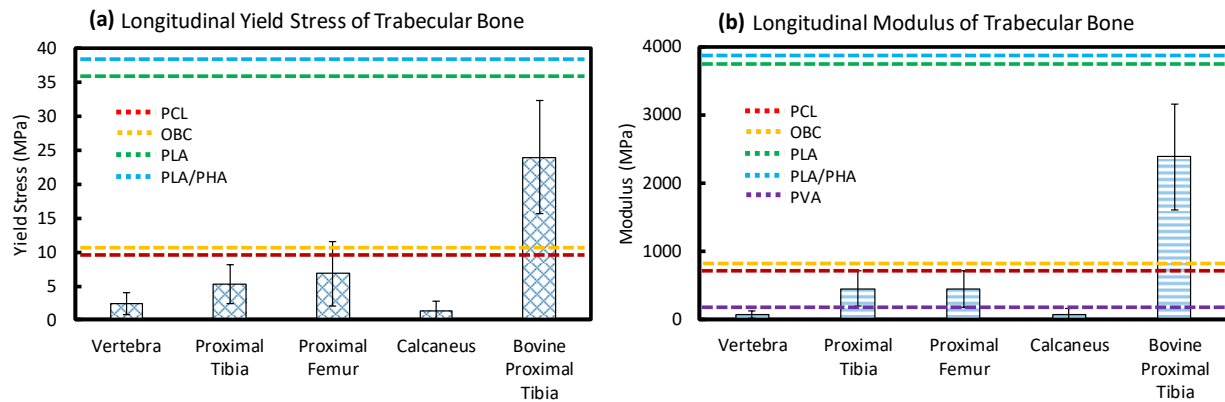 (a) Longitudinal Yield Stress of Trabecular Bone
Yield Stress (MPa)
40
35
30
25
20
15
10
5
0
PCL
OBC
PLA
PLA/PHA
Vertebra
Proximal
Tibia
Proximal
Femur
Calcaneus
Bovine
Proximal
Tibia
(b) Longitudinal Modulus of Trabecular Bone
Modulus (MPa)
4000
3000
2000
1000
0
PCL
OBC
PLA
PLA/PHA
PVA
Vertebra
Proximal
Tibia
Proximal
Femur
Calcaneus
Bovine
Proximal
Tibia